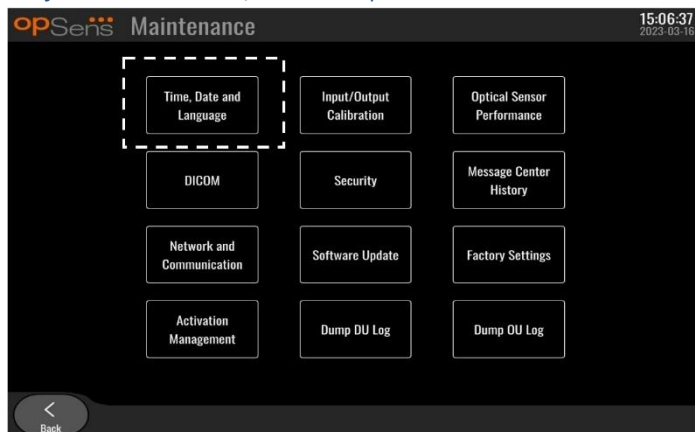 opSens Maintenance
15:06:37
2023-03-16
Time, Date and
Language
Input/Output
Calibration
Optical Sensor
Performance
DICOM
Security
Message Center
History
Network and
Communication
Software Update
Factory Settings
Activation
Management
Dump DU Log
Dump OU Log
Back